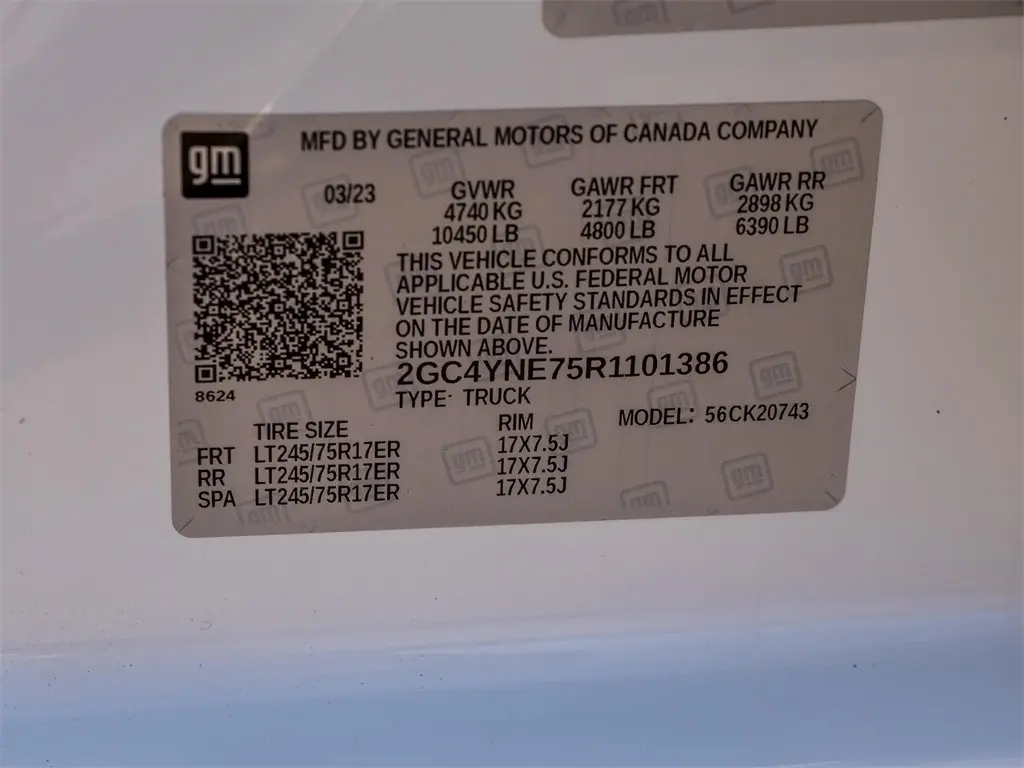 gm
MFD BY GENERAL MOTORS OF CANADA COMPANY
03/23 GVWR GAWR FRT GAWR RR
4740 KG 2177 KG 2898 KG
10450 LB 4800 LB 6390 LB
THIS VEHICLE CONFORMS TO ALL
APPLICABLE U.S. FEDERAL MOTOR
VEHICLE SAFETY STANDARDS IN EFFECT
ON THE DATE OF MANUFACTURE
SHOWN ABOVE.
8624
2GC4YNE75R1101386
TYPE: TRUCK
MODEL: 56CK20743
TIRE SIZE RIM
FRT LT245/75R17ER 17X7.5J
RR LT245/75R17ER 17X7.5J
SPA LT245/75R17ER 17X7.5J